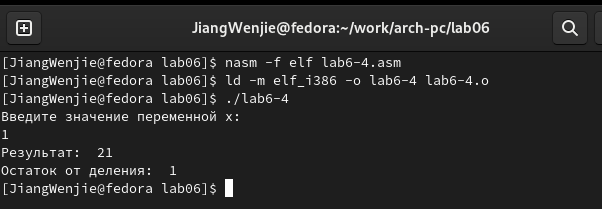 JiangWenjie@fedora:~/work/arch-pc/lab06
[JiangWenjie@fedora lab06]$ nasm -f elf lab6-4.asm
[JiangWenjie@fedora lab06]$ ld -m elf_i386 -o lab6-4 lab6-4.o
[JiangWenjie@fedora lab06]$ ./lab6-4
Введите значение переменной x:
1
Результат:  21
Остаток от деления:  1
[JiangWenjie@fedora lab06]$